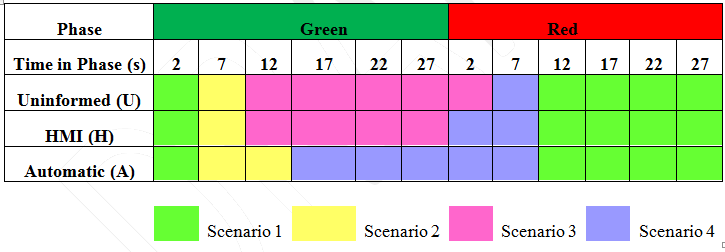 Phase Green Red
Time in Phase (s) 2 7 12 17 22 27 2 7 12 17 22 27
Uninformed (U)
HMI (H)
Automatic (A)
Scenario 1 Scenario 2 Scenario 3 Scenario 4